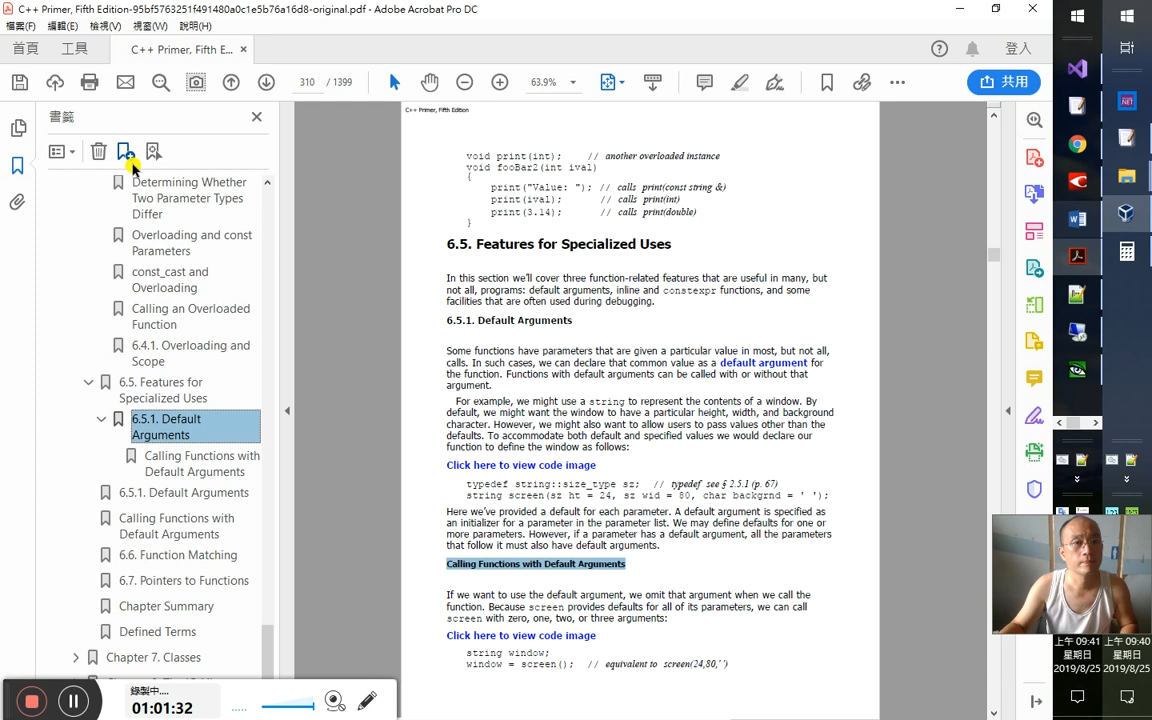 C++ Primer, Fifth Edition-95bf5763251f491480a0c1e5b76a16d8-original.pdf - Adobe Acrobat Pro DC
檔案(F) 編輯(E) 檢視(V) 視窗(W) 說明(H)
首頁 工具 C++ Primer, Fifth E... × 登入
310 / 1399 63.9% 共用
書籤
Determining Whether
Two Parameter Types
Differ
Overloading and const
Parameters
const_cast and
Overloading
Calling an Overloaded
Function
6.4.1. Overloading and
Scope
6.5. Features for
Specialized Uses
6.5.1. Default
Arguments
Calling Functions with
Default Arguments
6.5.1. Default Arguments
Calling Functions with
Default Arguments
6.6. Function Matching
6.7. Pointers to Functions
Chapter Summary
Defined Terms
Chapter 7. Classes
C++ Primer, Fifth Edition
void print(int); // another overloaded instance
void fooBar2(int ival)
{
print("Value: "); // calls print(const string &)
print(ival); // calls print(int)
print(3.14); // calls print(double)
}
6.5. Features for Specialized Uses
In this section we'll cover three function-related features that are useful in many, but
not all, programs: default arguments, inline and constexpr functions, and some
facilities that are often used during debugging.
6.5.1. Default Arguments
Some functions have parameters that are given a particular value in most, but not all,
calls. In such cases, we can declare that common value as a default argument for
the function. Functions with default arguments can be called with or without that
argument.
For example, we might use a string to represent the contents of a window. By
default, we might want the window to have a particular height, width, and background
character. However, we might also want to allow users to pass values other than the
defaults. To accommodate both default and specified values we would declare our
function to define the window as follows:
Click here to view code image
typedef string::size_type sz; // typedef see § 2.5.1 (p. 67)
string screen(sz ht = 24, sz wid = 80, char backgrnd = ' ');
Here we've provided a default for each parameter. A default argument is specified as
an initializer for a parameter in the parameter list. We may define defaults for one or
more parameters. However, if a parameter has a default argument, all the parameters
that follow it must also have default arguments.
Calling Functions with Default Arguments
If we want to use the default argument, we omit that argument when we call the
function. Because screen provides defaults for all of its parameters, we can call
screen with zero, one, two, or three arguments:
Click here to view code image
string window;
window = screen(); // equivalent to screen(24,80,' ')
錄製中....
01:01:32
上午 09:41 上午 09:40
星期日 星期日
2019/8/25 2019/8/25